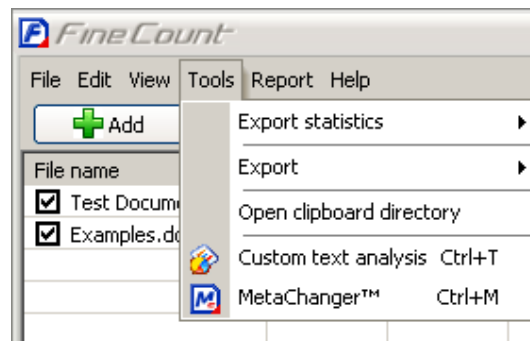 FineCount
File Edit View Tools Report Help
Add
Export statistics
File name
Export
Test
Open clipboard directory
Examples.do
Custom text analysis Ctrl+T
MetaChanger™ Ctrl+M